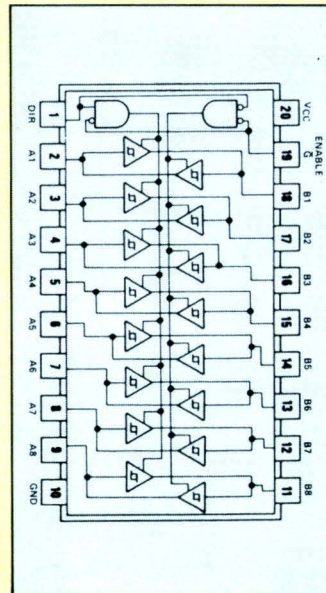 DIR 1 20 VCC
A1 2 19 G̅ ENABLE
A2 3 18 B1
A3 4 17 B2
A4 5 16 B3
A5 6 15 B4
A6 7 14 B5
A7 8 13 B6
A8 9 12 B7
GND 10 11 B8